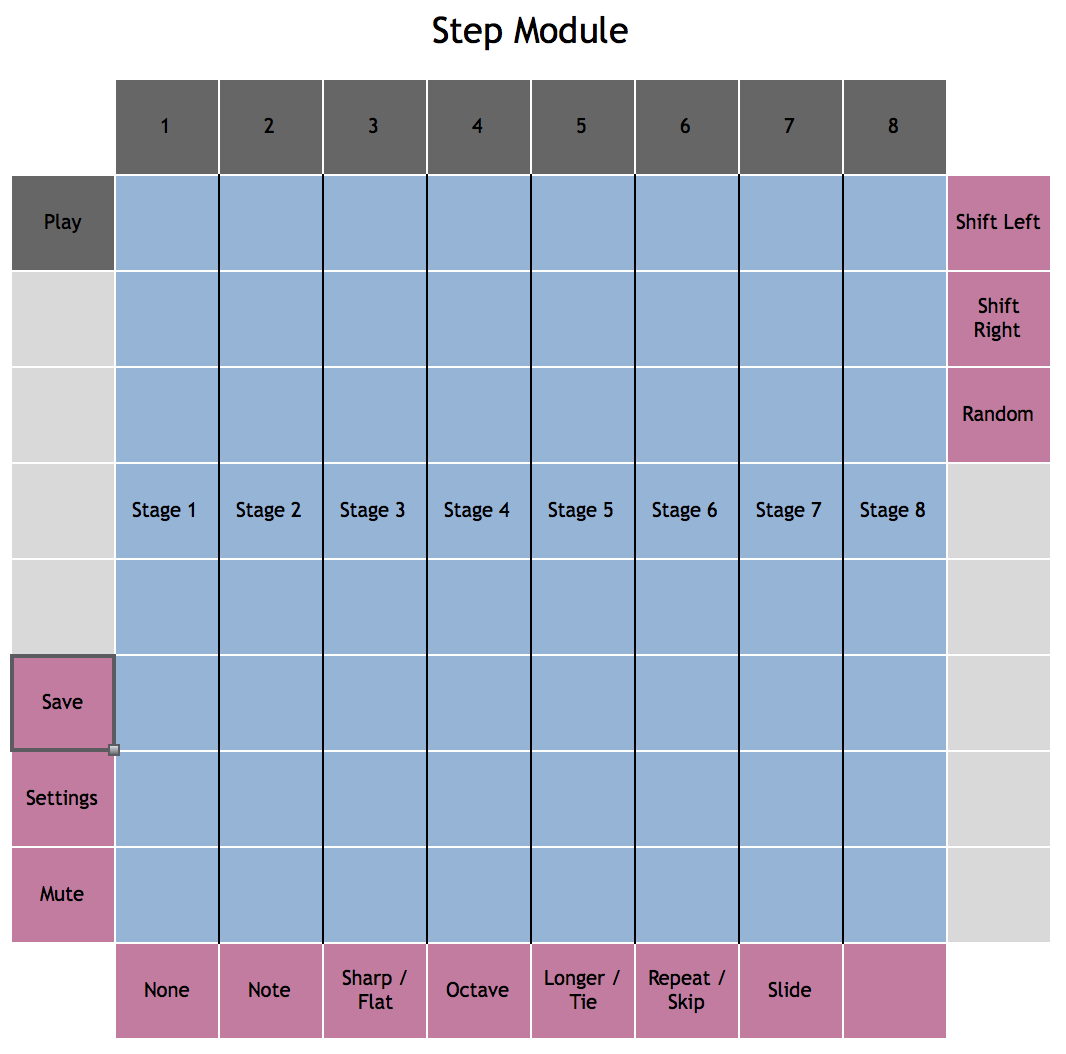 Step Module
1 2 3 4 5 6 7 8
Play
Shift Left
Shift
Right
Random
Stage 1 Stage 2 Stage 3 Stage 4 Stage 5 Stage 6 Stage 7 Stage 8
Save
Settings
Mute
None
Note
Sharp /
Flat
Octave
Longer /
Tie
Repeat /
Skip
Slide